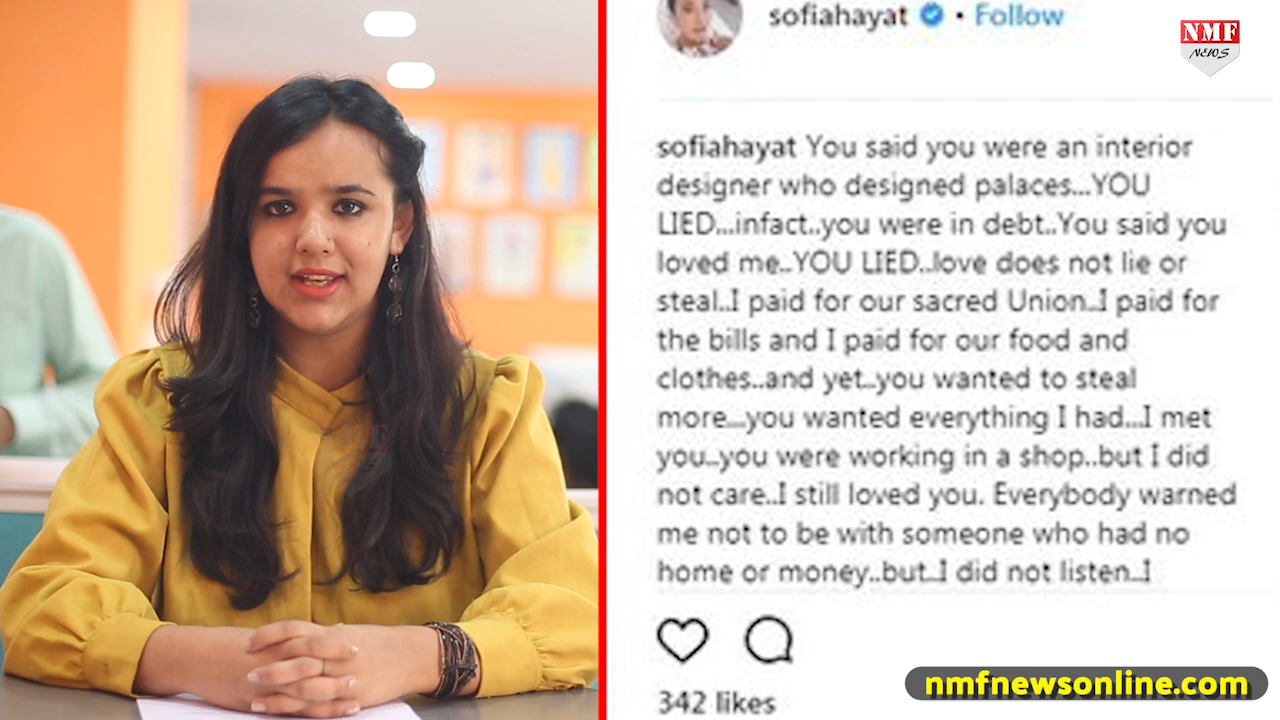 sofiahayat • Follow
NMF
NEWS
sofiahayat You said you were an interior
designer who designed palaces...YOU
LIED...infact..you were in debt..You said you
loved me..YOU LIED..love does not lie or
steal..I paid for our sacred Union..I paid for
the bills and I paid for our food and
clothes..and yet..you wanted to steal
more...you wanted everything I had...I met
you..you were working in a shop..but I did
not care..I still loved you. Everybody warned
me not to be with someone who had no
home or money..but..I did not listen..I
342 likes
nmfnewsonline.com